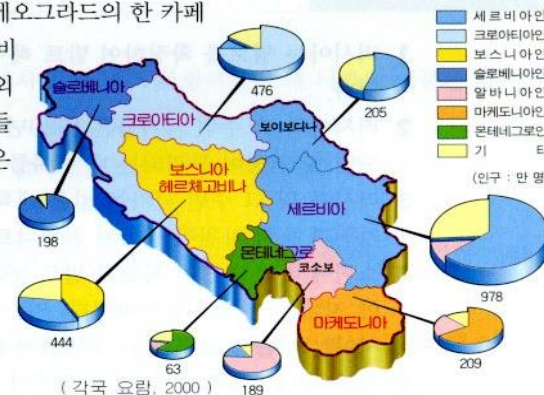 베오그라드의 한 카페
비
의
들
은
세르비아인
크로아티아인
보스니아인
슬로베니아인
알바니아인
마케도니아인
몬테네그로인
기 타
(인구 : 만 명
476
205
슬로베니아
크로아티아
보이보디나
보스니아
헤르체고비나
세르비아
198
978
몬테네그로
코소보
마케도니아
444
63
189
209
( 각국 요람, 2000 )